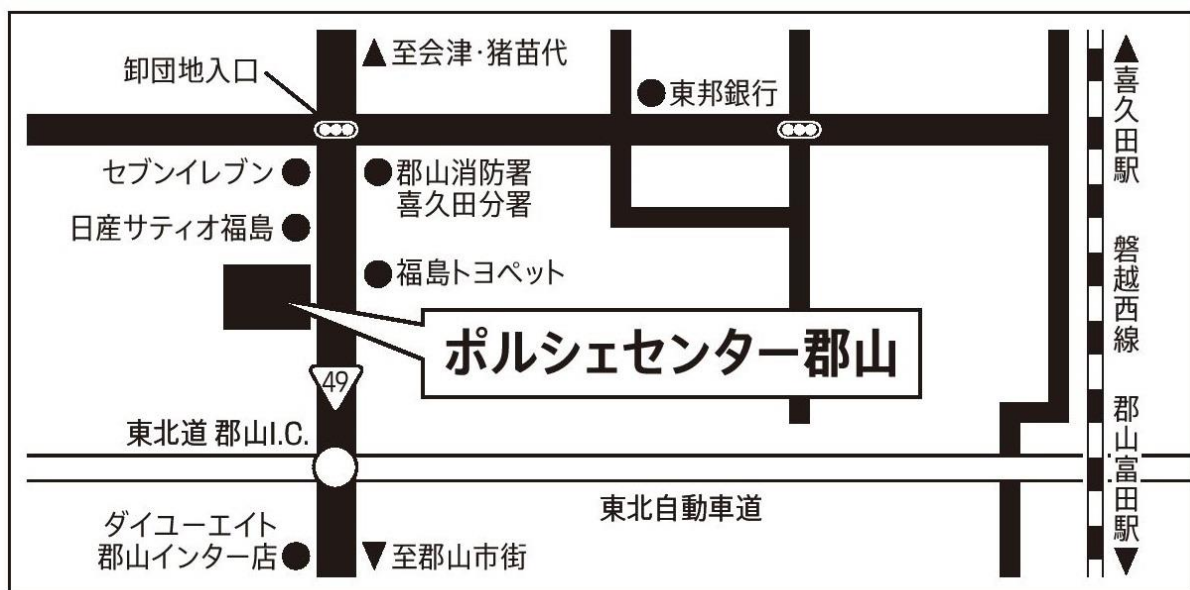 ▲至会津・猪苗代
卸団地入口
●東邦銀行
セブンイレブン●
●郡山消防署
喜久田分署
日産サティオ福島●
●福島トヨペット
ポルシェセンター郡山
49
東北道 郡山I.C.
東北自動車道
ダイユーエイト
郡山インター店●
▼至郡山市街
▲喜久田駅
磐越西線
郡山富田駅▼